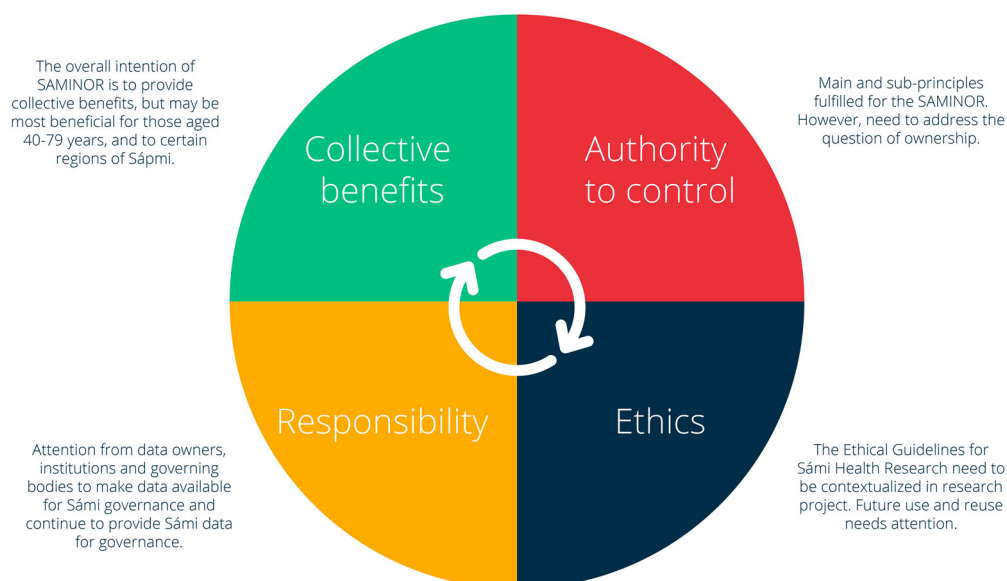 The overall intention of
SAMINOR is to provide
collective benefits, but may be
most beneficial for those aged
40-79 years, and to certain
regions of Sápmi.
Collective
benefits
Authority
to control
Main and sub-principles
fulfilled for the SAMINOR.
However, need to address the
question of ownership.
Attention from data owners,
institutions and governing
bodies to make data available
for Sámi governance and
continue to provide Sámi data
for governance.
Responsibility
Ethics
The Ethical Guidelines for
Sámi Health Research need to
be contextualized in research
project. Future use and reuse
needs attention.